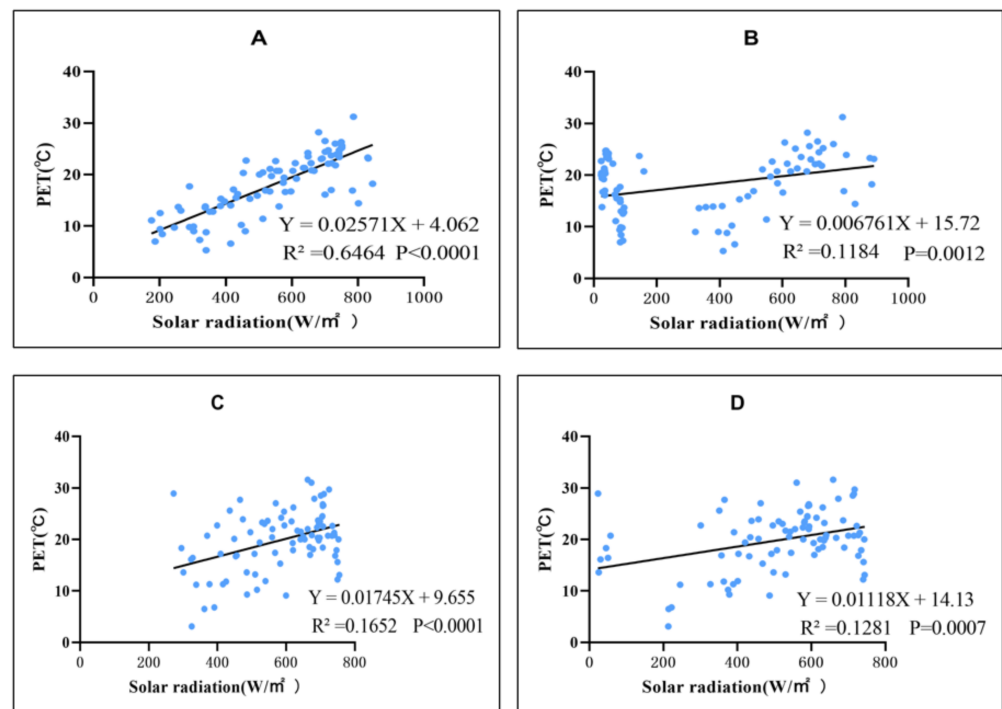 A
PET(℃)
40
30
20
10
0
Y = 0.02571X + 4.062
R² =0.6464 P<0.0001
0 200 400 600 800 1000
Solar radiation(W/㎡ )
B
PET(℃)
40
30
20
10
0
Y = 0.006761X + 15.72
R² =0.1184 P=0.0012
0 200 400 600 800 1000
Solar radiation(W/㎡ )
C
PET(℃)
40
30
20
10
0
Y = 0.01745X + 9.655
R² =0.1652 P<0.0001
0 200 400 600 800
Solar radiation(W/㎡ )
D
PET(℃)
40
30
20
10
0
Y = 0.01118X + 14.13
R² =0.1281 P=0.0007
0 200 400 600 800
Solar radiation(W/㎡ )